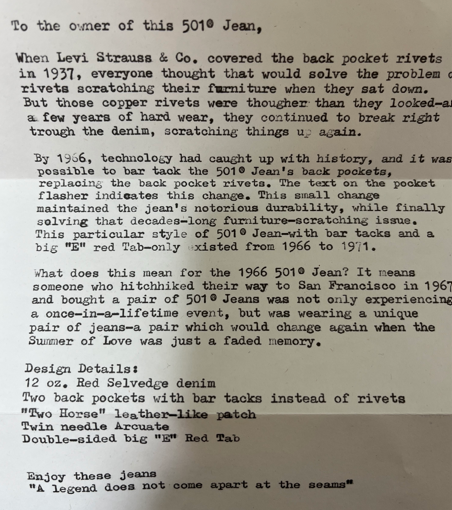 To the owner of this 501® Jean,
When Levi Strauss & Co. covered the back pocket rivets
in 1937, everyone thought that would solve the problem
rivets scratching their furniture when they sat down.
But those copper rivets were thougher than they looked-a
a few years of hard wear, they continued to break right
trough the denim, scratching things up again.
By 1966, technology had caught up with history, and it was
possible to bar tack the 501® Jean's back pockets,
replacing the back pocket rivets. The text on the pocket
flasher indicates this change. This small change
maintained the jean's notorious durability, while finally
solving that decades-long furniture-scratching issue.
This particular style of 501® Jean-with bar tacks and a
big "E" red Tab-only existed from 1966 to 1971.
What does this mean for the 1966 501® Jean? It means
someone who hitchhiked their way to San Francisco in 1967
and bought a pair of 501® Jeans was not only experiencing
a once-in-a-lifetime event, but was wearing a unique
pair of jeans-a pair which would change again when the
Summer of Love was just a faded memory.
Design Details:
12 oz. Red Selvedge denim
Two back pockets with bar tacks instead of rivets
"Two Horse" leather-like patch
Twin needle Arcuate
Double-sided big "E" Red Tab
Enjoy these jeans
"A legend does not come apart at the seams"